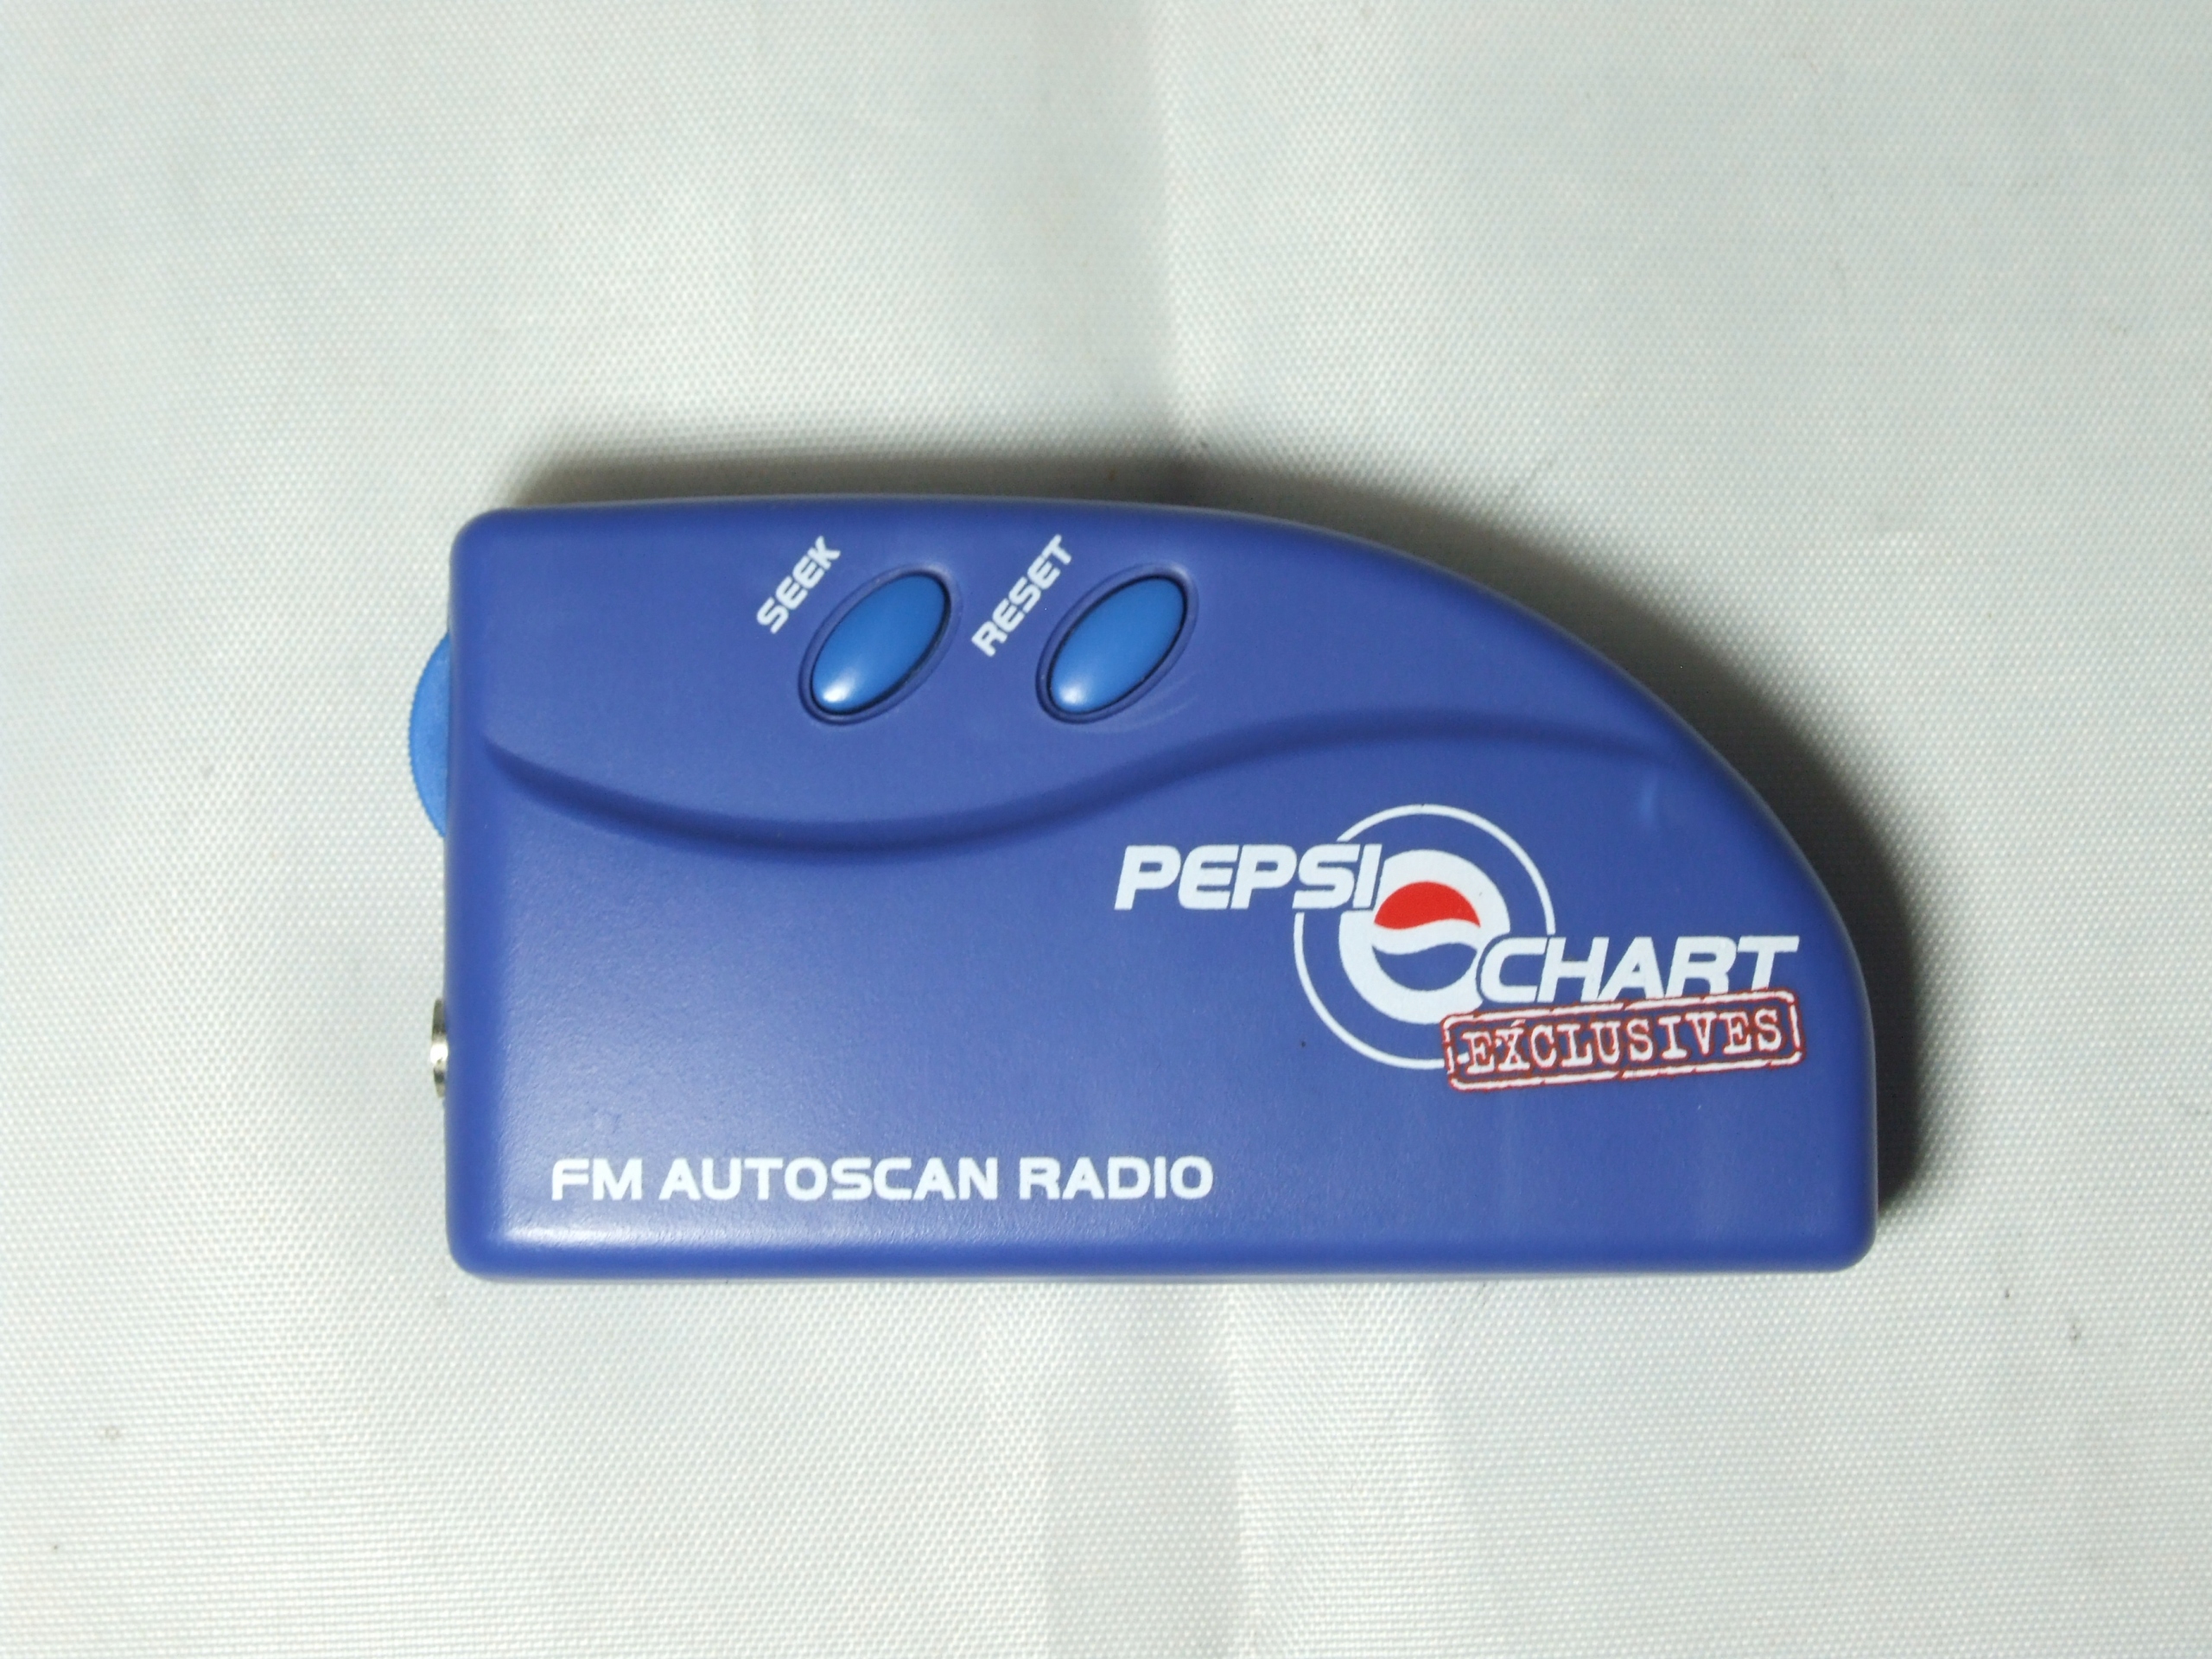 SEEK
RESET
PEPSI
CHART
EXCLUSIVES
FM AUTOSCAN RADIO